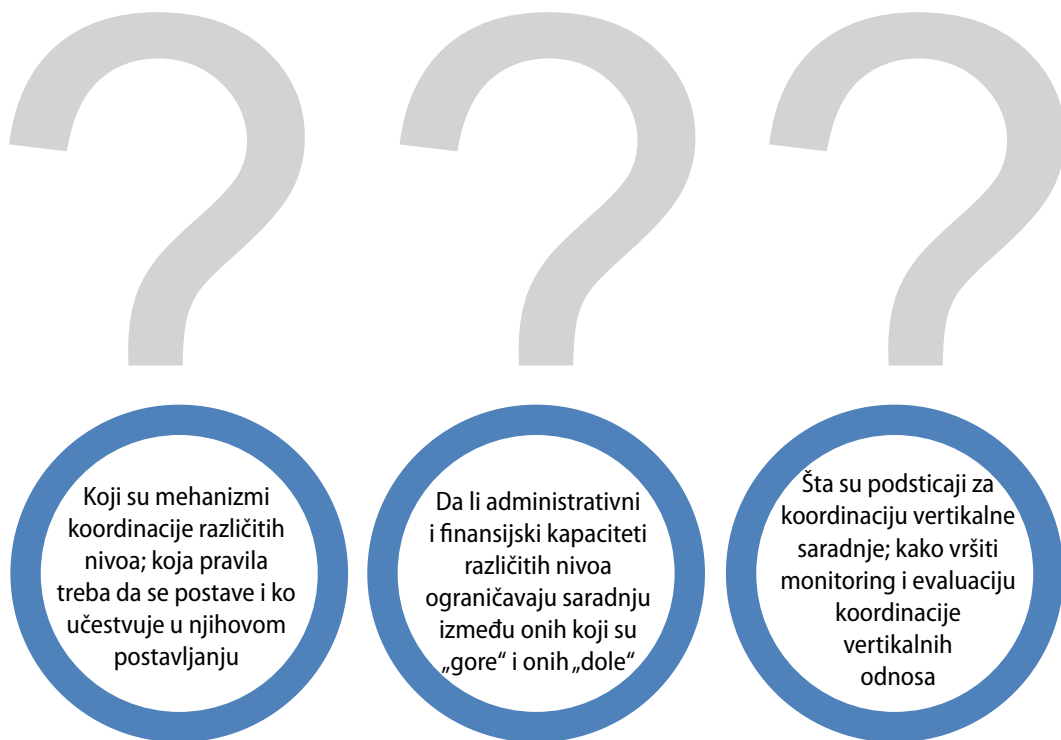 ?
?
?
Koji su mehanizmi
koordinacije različitih
nivoa; koja pravila
treba da se postave i ko
učestvuje u njihovom
postavljanju
Da li administrativni
i finansijski kapaciteti
različitih nivoa
ograničavaju saradnju
između onih koji su
„gore“ i onih „dole“
Šta su podsticaji za
koordinaciju vertikalne
saradnje; kako vršiti
monitoring i evaluaciju
koordinacije
vertikalnih
odnosa